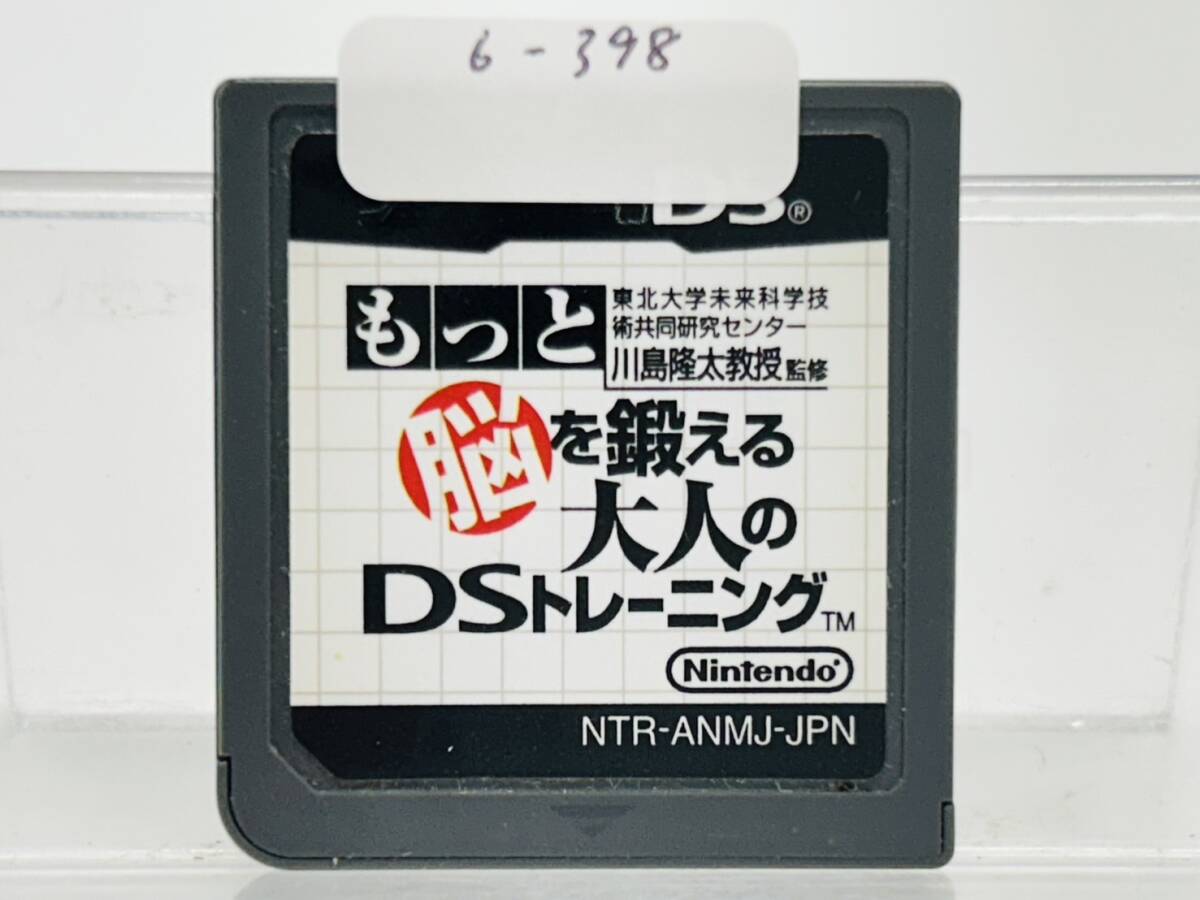 6-398
DS®
もっと
東北大学未来科学技
術共同研究センター
川島隆太教授監修
脳を鍛える
大人の
DSトレーニング™
Nintendo®
NTR-ANMJ-JPN